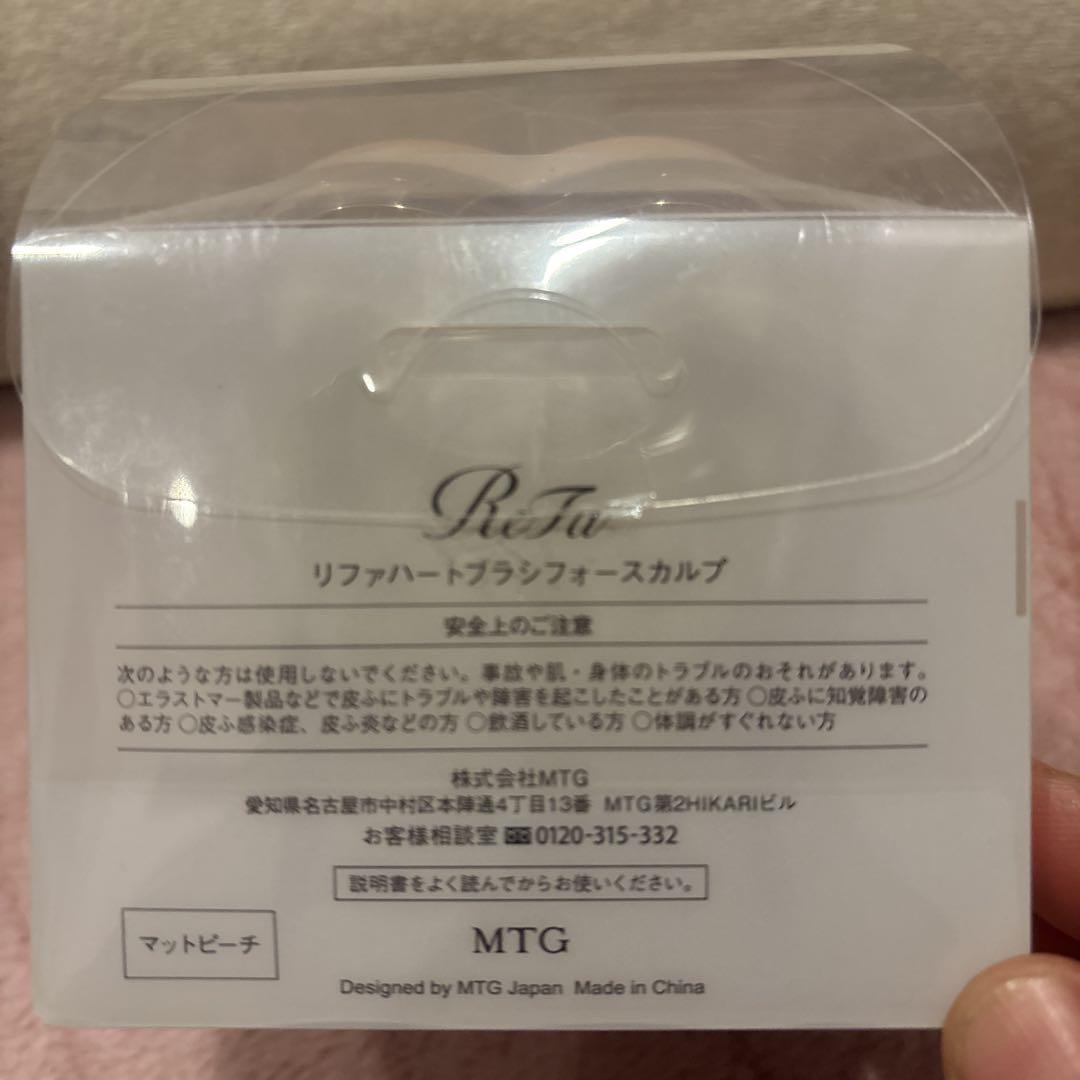 ReFa
リファハートブラシフォースカルプ
安全上のご注意
次のような方は使用しないでください。事故や肌・身体のトラブルのおそれがあります。
○エラストマー製品などで皮ふにトラブルや障害を起こしたことがある方 ○皮ふに知覚障害の
ある方 ○皮ふ感染症、皮ふ炎などの方 ○飲酒している方 ○体調がすぐれない方
株式会社MTG
愛知県名古屋市中村区本陣通4丁目13番 MTG第2HIKARIビル
お客様相談室 0120-315-332
説明書をよく読んでからお使いください。
マットピーチ
MTG
Designed by MTG Japan Made in China